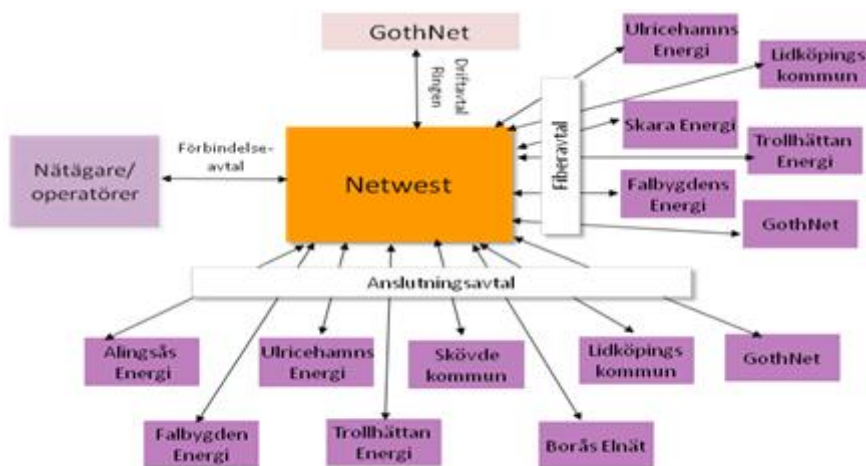 GothNet
Driftavtal
Ringen
Ulricehamns
Energi
Lidköpings
kommun
Skara Energi
Trollhättan
Energi
Falbygdens
Energi
GothNet
Fiberavtal
Nätägare/
operatörer
Förbindelse-
avtal
Netwest
Anslutningsavtal
Alingsås
Energi
Ulricehamns
Energi
Skövde
kommun
Lidköpings
kommun
GothNet
Falbygden
Energi
Trollhättan
Energi
Borås Elnät